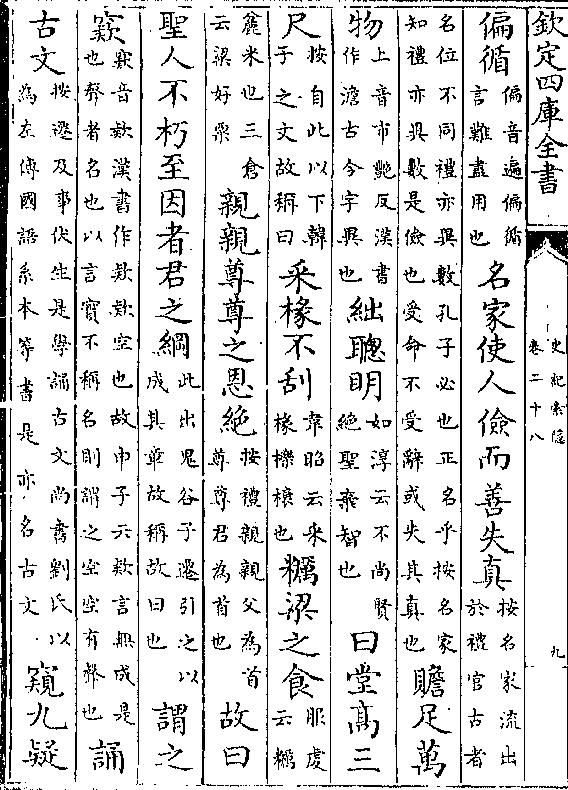 欽定四庫全書
史記索隱
卷二十八
九
偏循偏音遍偏循言難盡用也名家使人儉而善失真按名家流出於禮官古者
名位不同禮亦異數孔子必也正名乎按名家知禮亦異數是儉也受命不受辭或失其真也贍足萬
物上音市艷反漢書作澹古今字異也絀聰明如淳云不尚賢絶聖棄智也曰堂高三
尺按自此以下韓子之文故稱曰采椽不刮韋昭云采椽櫟榱也糲粱之食服虔云糲
麄米也三倉云粱好粟親親尊尊之恩絶按禮親親父為首尊尊君為首也故曰
聖人不朽至因者君之綱此出鬼谷子遷引之以成其章故稱故曰也謂之
窾窾音欵漢書作欵欵空也故申子云欵言無成是也聲者名也以言實不稱名則謂之空空有聲也誦
古文按遷及事伏生是學誦古文尚書劉氏以為左傳國語系本等書是亦名古文窺九疑